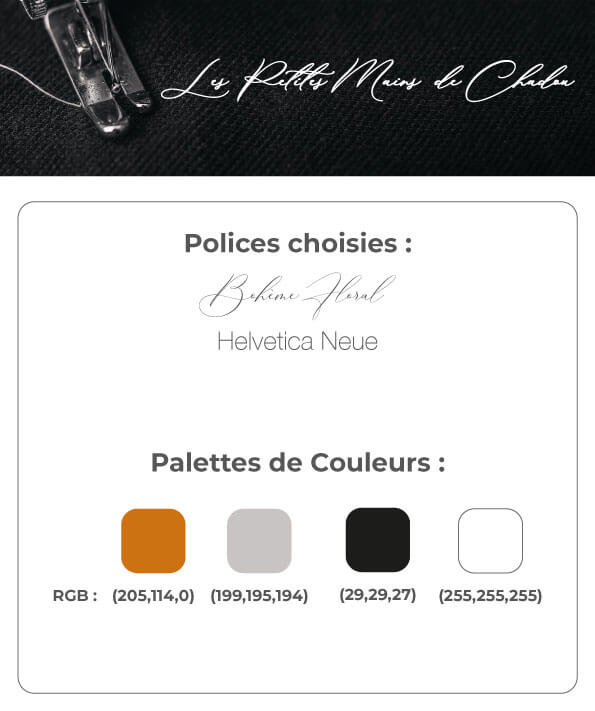 Les Petites Mains de Chadou
Polices choisies :
Bohème Floral
Helvetica Neue
Palettes de Couleurs :
RGB : (205,114,0) (199,195,194) (29,29,27) (255,255,255)